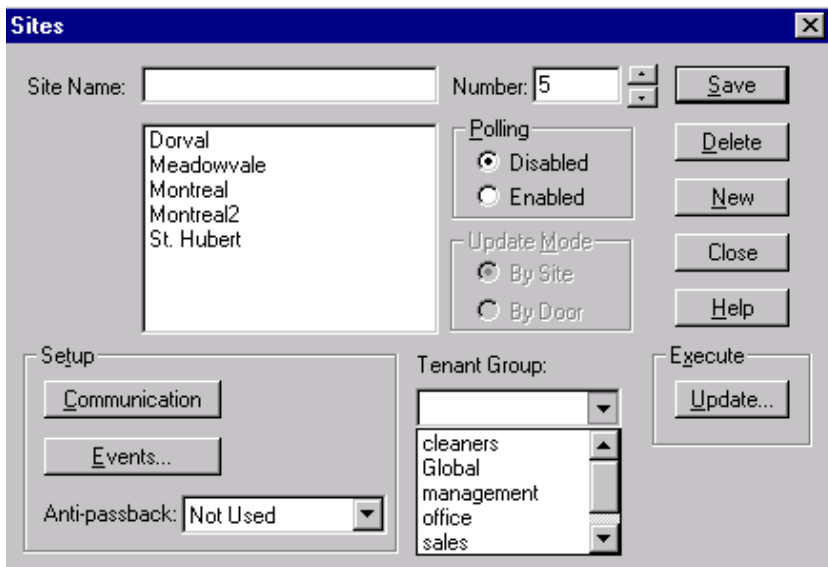 Sites
Site Name:
Number: 5
Save
Dorval
Meadowvale
Montreal
Montreal2
St. Hubert
Polling
Disabled
Enabled
Update Mode
By Site
By Door
Delete
New
Close
Help
Setup
Communication
Events...
Anti-passback: Not Used
Tenant Group:
cleaners
Global
management
office
sales
Execute
Update...